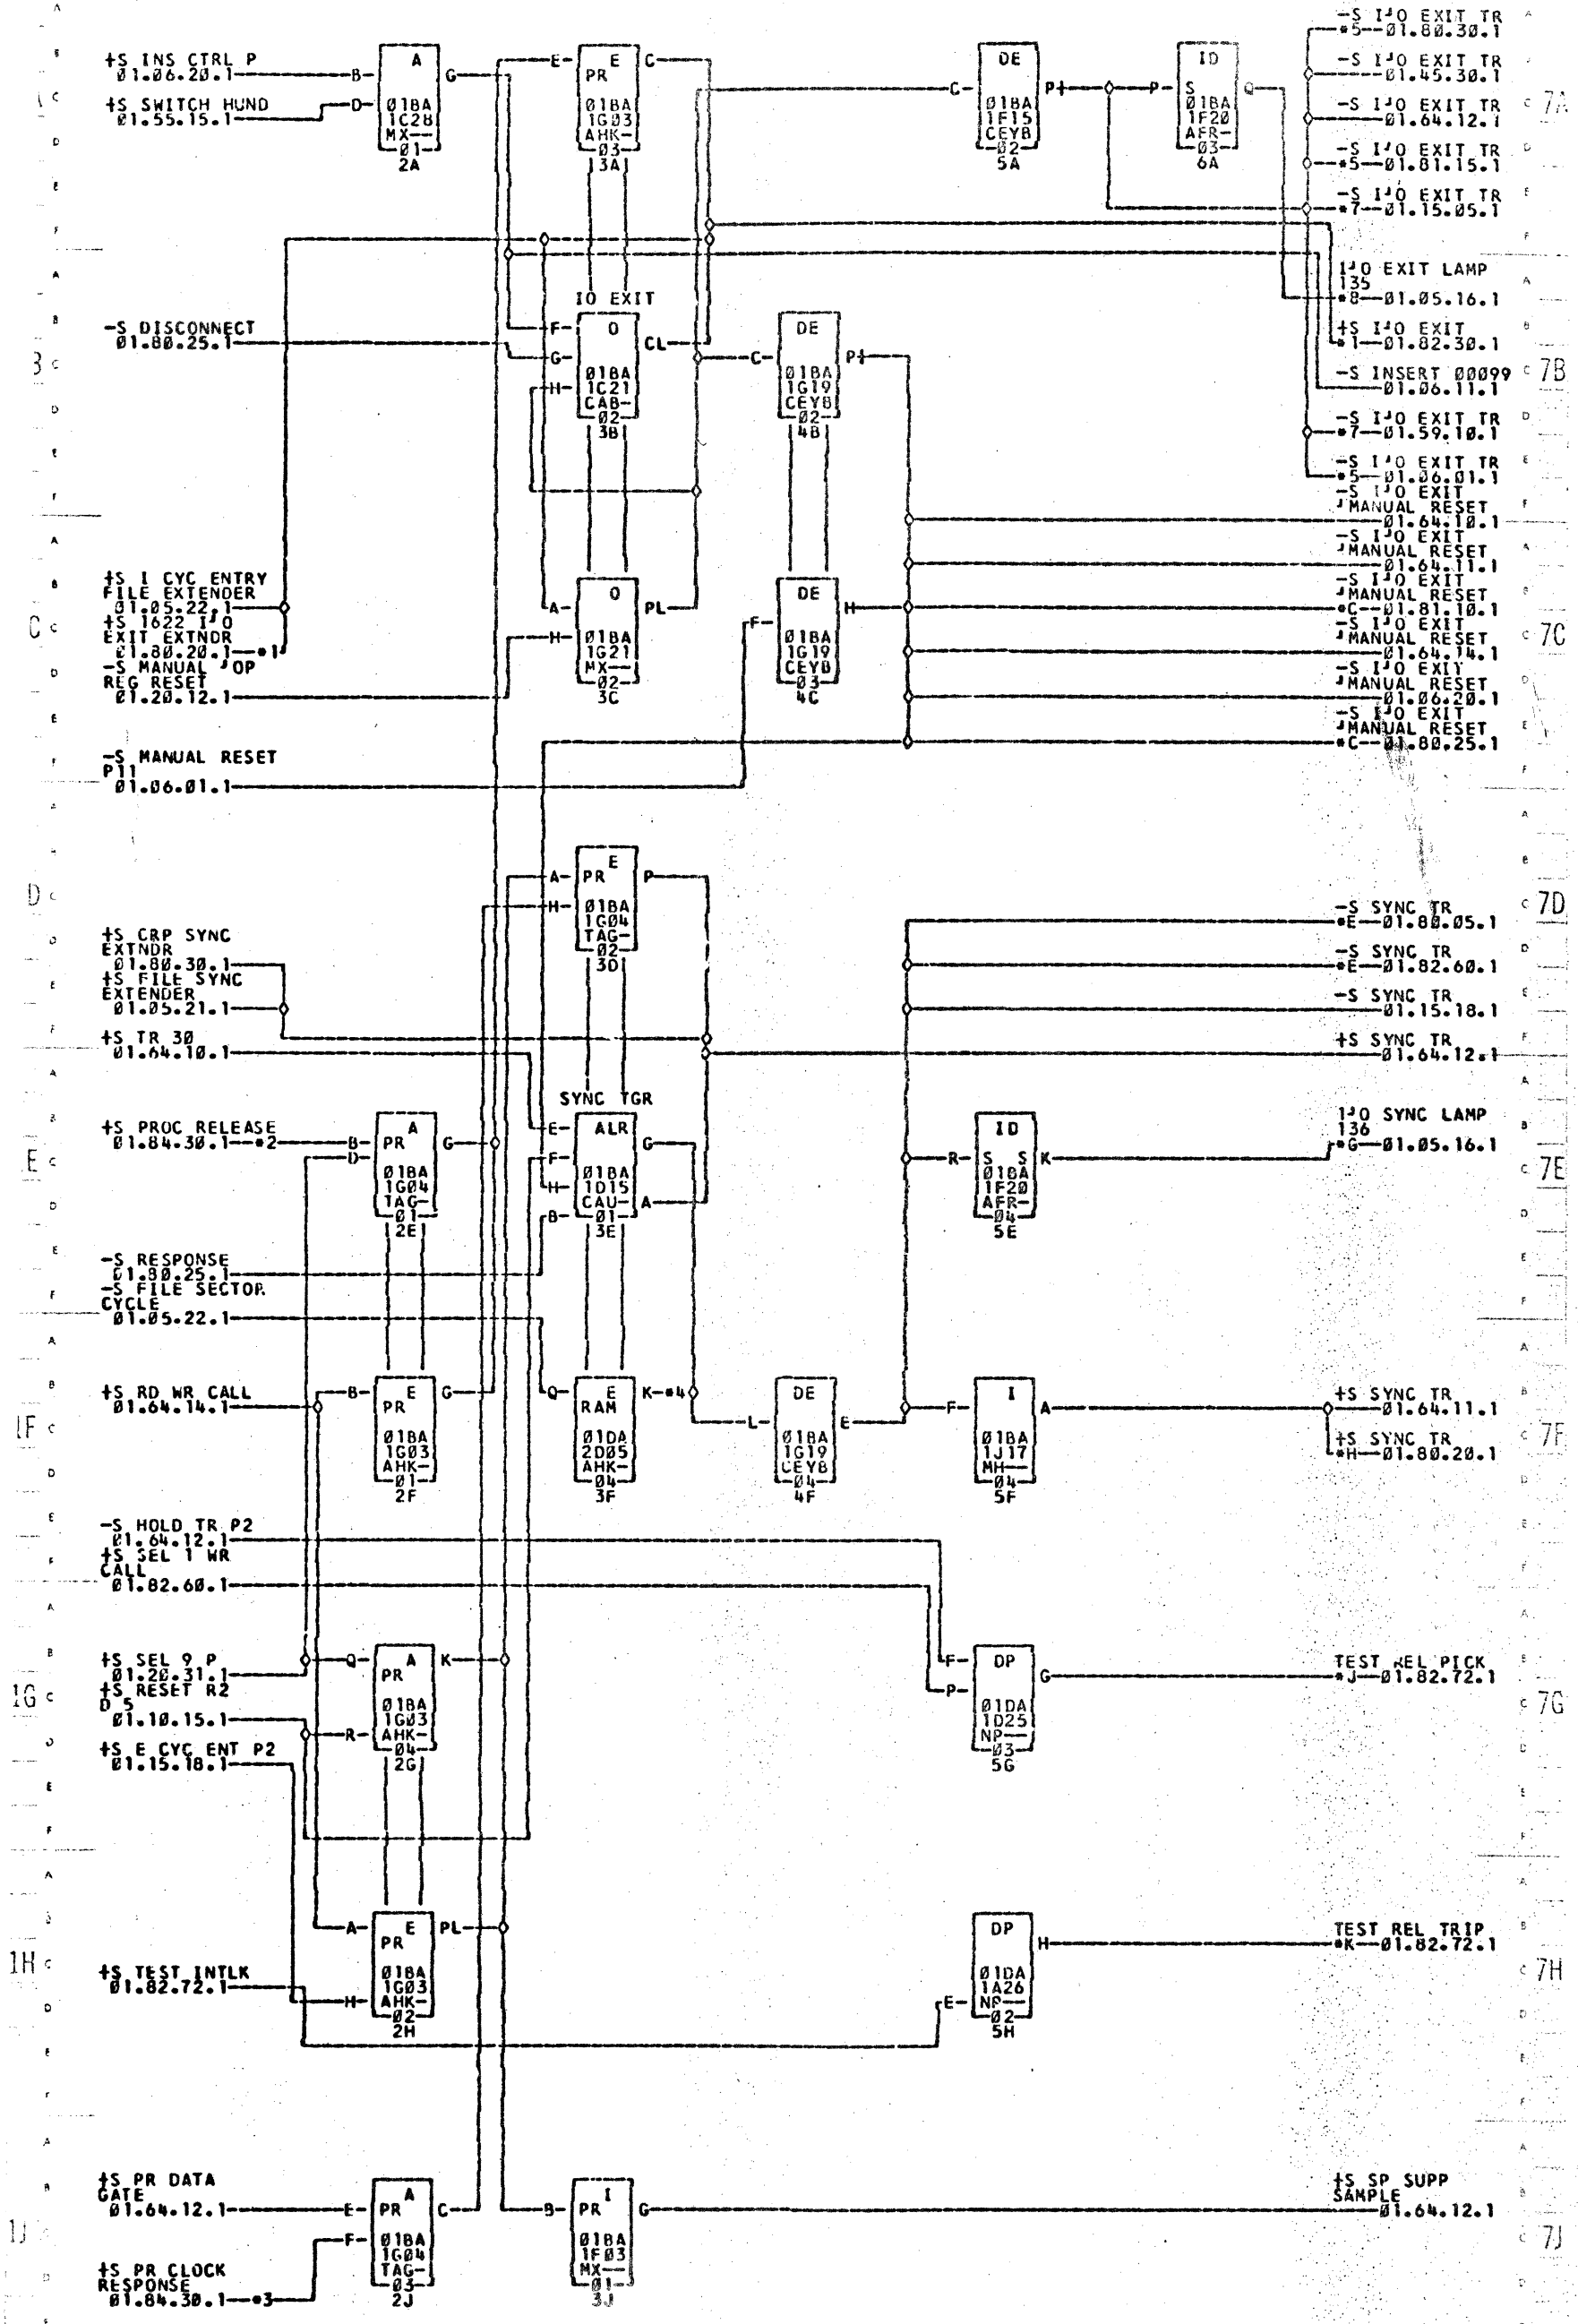 +S INS CTRL P
01.06.20.1
+S SWITCH HUND
01.55.15.1
B A G
D
01BA
1C28
MX--
01
2A
E E C
PR
01BA
1G03
AHK-
03
3A
C DE P+
01BA
1F15
CEYB
02
5A
P ID Q
S
01BA
1F20
AFR-
03
6A
-S I'O EXIT TR
*5--01.80.30.1
-S I'O EXIT TR
01.45.30.1
-S I'O EXIT TR
01.64.12.1
-S I'O EXIT TR
*5--01.81.15.1
-S I'O EXIT TR
*7--01.15.05.1
7A
-S DISCONNECT
01.80.25.1
IO EXIT
F O CL
G
H
01BA
1C21
CAB-
02
3B
C DE P+
01BA
1G19
CEYB
02
4B
I'O EXIT LAMP
135
*8--01.05.16.1
+S I'O EXIT
*1--01.82.30.1
-S INSERT 00099
01.06.11.1
-S I'O EXIT TR
*7--01.59.10.1
-S I'O EXIT TR
*5--01.06.01.1
7B
+S I CYC ENTRY
FILE EXTENDER
01.05.22.1
+S 1622 I'O
EXIT EXTNDR
01.80.20.1--*1
-S MANUAL 'OP
REG RESET
01.20.12.1
-S MANUAL RESET
P11
01.06.01.1
A O PL
H
01BA
1G21
MX--
02
3C
F DE H
01BA
1G19
CEYB
03
4C
-S I'O EXIT
'MANUAL RESET
01.64.10.1
-S I'O EXIT
'MANUAL RESET
01.64.11.1
-S I'O EXIT
'MANUAL RESET
*C--01.81.10.1
-S I'O EXIT
'MANUAL RESET
01.64.14.1
-S I'O EXIT
'MANUAL RESET
01.06.20.1
-S I'O EXIT
'MANUAL RESET
*C--01.80.25.1
7C
A E P
PR
H
01BA
1G04
TAG-
02
3D
+S CRP SYNC
EXTNDR
01.80.30.1
+S FILE SYNC
EXTENDER
01.05.21.1
+S TR 30
01.64.10.1
-S SYNC TR
*E--01.80.05.1
-S SYNC TR
*E--01.82.60.1
-S SYNC TR
01.15.18.1
+S SYNC TR
01.64.12.1
7D
+S PROC RELEASE
01.84.30.1--*2
B A G
D PR
01BA
1G04
TAG-
01
2E
SYNC TGR
E ALR G
F
H
A
B
01BA
1D15
CAU-
01
3E
R ID K
S S
01BA
1F20
AFR-
04
5E
I'O SYNC LAMP
136
*G--01.05.16.1
7E
-S RESPONSE
01.80.25.1
-S FILE SECTOR
CYCLE
01.05.22.1
+S RD WR CALL
01.64.14.1
B E G
PR
01BA
1G03
AHK-
01
2F
Q E K--*4
RAM
01DA
2D05
AHK-
04
3F
L DE E
01BA
1G19
CEYB
04
4F
F I A
01BA
1J17
MH--
04
5F
+S SYNC TR
01.64.11.1
+S SYNC TR
*H--01.80.20.1
1F
7F
-S HOLD TR P2
01.64.12.1
+S SEL 1 WR
CALL
01.82.60.1
+S SEL 9 P
01.20.31.1
+S RESET R2
D 5
01.10.15.1
+S E CYC ENT P2
01.15.18.1
Q A K
PR
R
01BA
1G03
AHK-
04
2G
F DP G
P
01DA
1D25
NP--
03
5G
TEST REL PICK
*J--01.82.72.1
1G
7G
+S TEST INTLK
01.82.72.1
A E PL
PR
H
01BA
1G03
AHK-
02
2H
DP H
E
01DA
1A26
NP--
02
5H
TEST REL TRIP
*K--01.82.72.1
1H
7H
+S PR DATA
GATE
01.64.12.1
+S PR CLOCK
RESPONSE
01.84.30.1--*3
E A C
PR
F
01BA
1G04
TAG-
03
2J
B I G
PR
01BA
1F03
MX--
01
3J
+S SP SUPP
SAMPLE
01.64.12.1
1J
7J